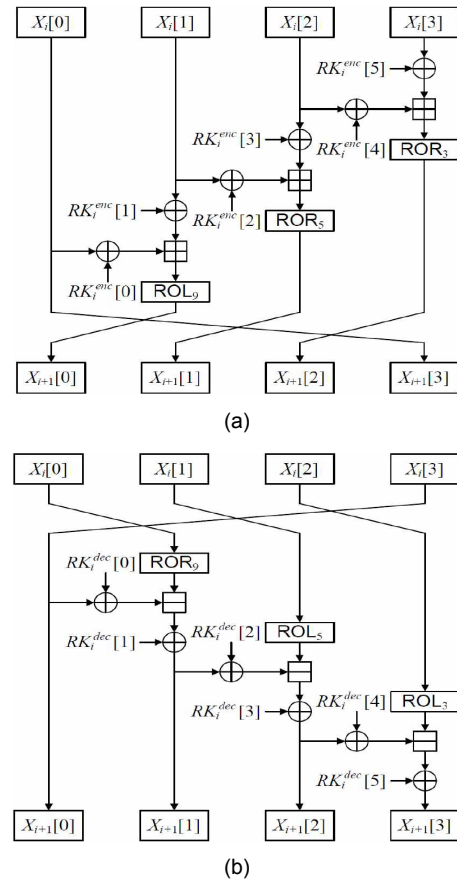 Xᵢ[0] Xᵢ[1] Xᵢ[2] Xᵢ[3]
RKᵢᵉⁿᶜ[5]
RKᵢᵉⁿᶜ[3] RKᵢᵉⁿᶜ[4] ROR₃
RKᵢᵉⁿᶜ[1] RKᵢᵉⁿᶜ[2] ROR₅
RKᵢᵉⁿᶜ[0] ROL₉
Xᵢ₊₁[0] Xᵢ₊₁[1] Xᵢ₊₁[2] Xᵢ₊₁[3]
(a)
Xᵢ[0] Xᵢ[1] Xᵢ[2] Xᵢ[3]
RKᵢᵈᵉᶜ[0] ROR₉
RKᵢᵈᵉᶜ[1] RKᵢᵈᵉᶜ[2] ROL₅
RKᵢᵈᵉᶜ[3] RKᵢᵈᵉᶜ[4] ROL₃
RKᵢᵈᵉᶜ[5]
Xᵢ₊₁[0] Xᵢ₊₁[1] Xᵢ₊₁[2] Xᵢ₊₁[3]
(b)